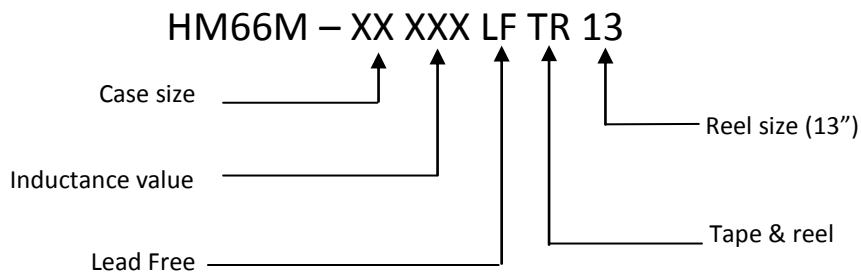 HM66M – XX XXX LF TR 13
Case size
Reel size (13”)
Inductance value
Tape & reel
Lead Free